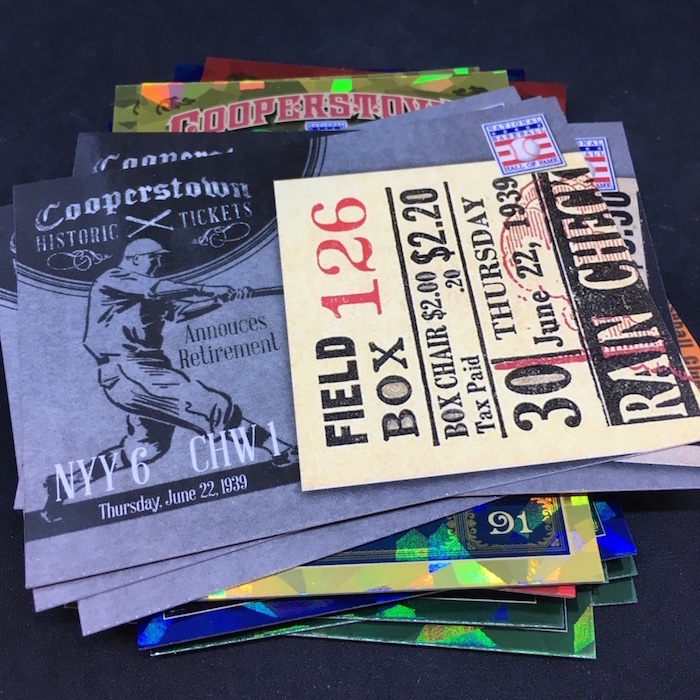 COOPERSTOWN
Cooperstown
Cooperstown
HISTORIC TICKETS
Annouces
Retirement
NYY 6 CHW 1
Thursday, June 22, 1939
NATIONAL
BASEBALL
HALL OF FAME
FIELD 126
BOX
BOX CHAIR $2.00 $2.20
Tax Paid .20
THURSDAY
30 June 22, 1939
RAIN CHECK
91